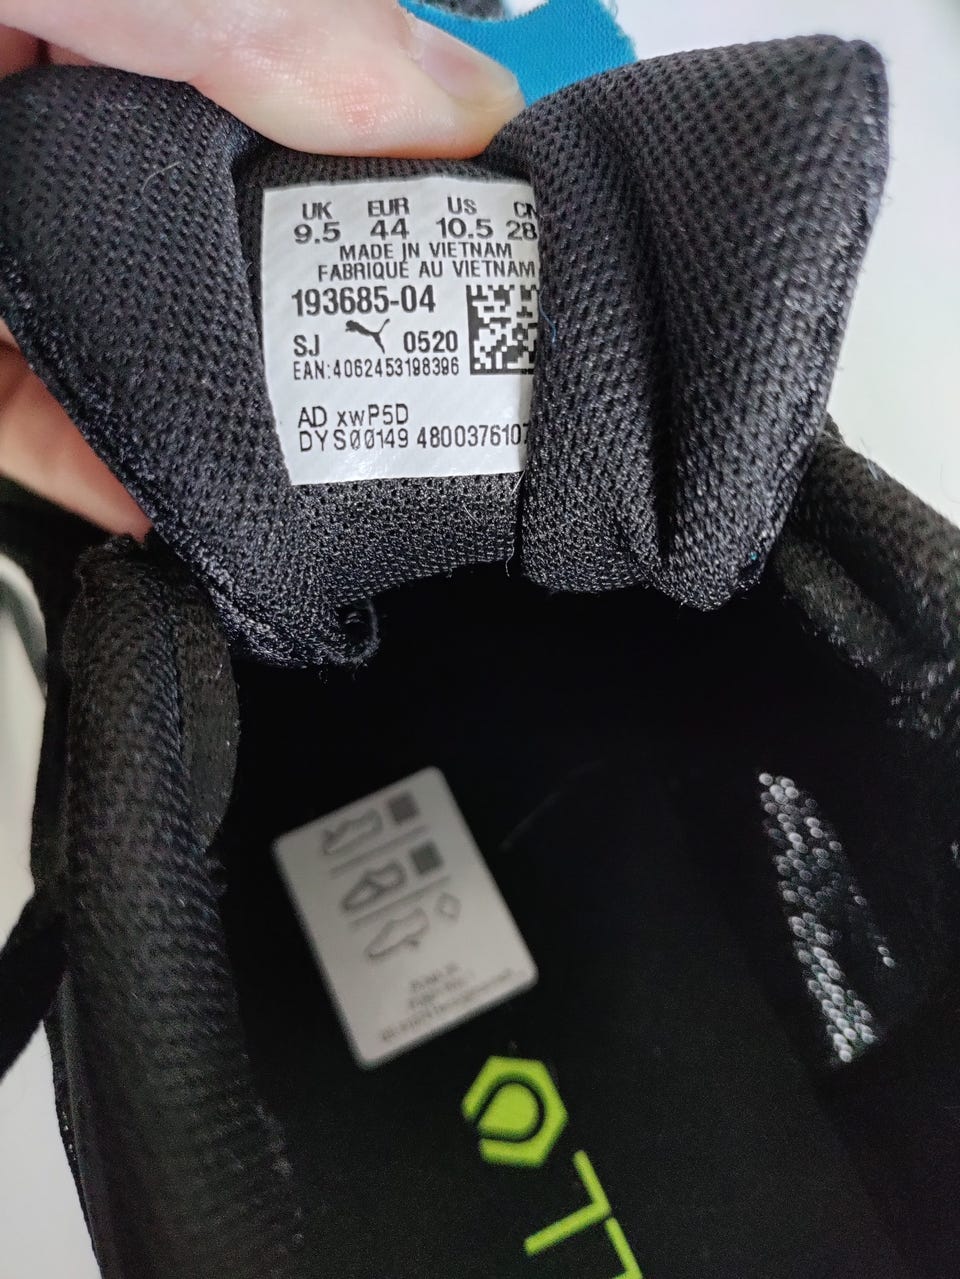 UK EUR US CN
9.5 44 10.5 28
MADE IN VIETNAM
FABRIQUÉ AU VIETNAM
193685-04
SJ 0520
EAN:4062453198396
AD xwP5D
DYS00149 4800376107